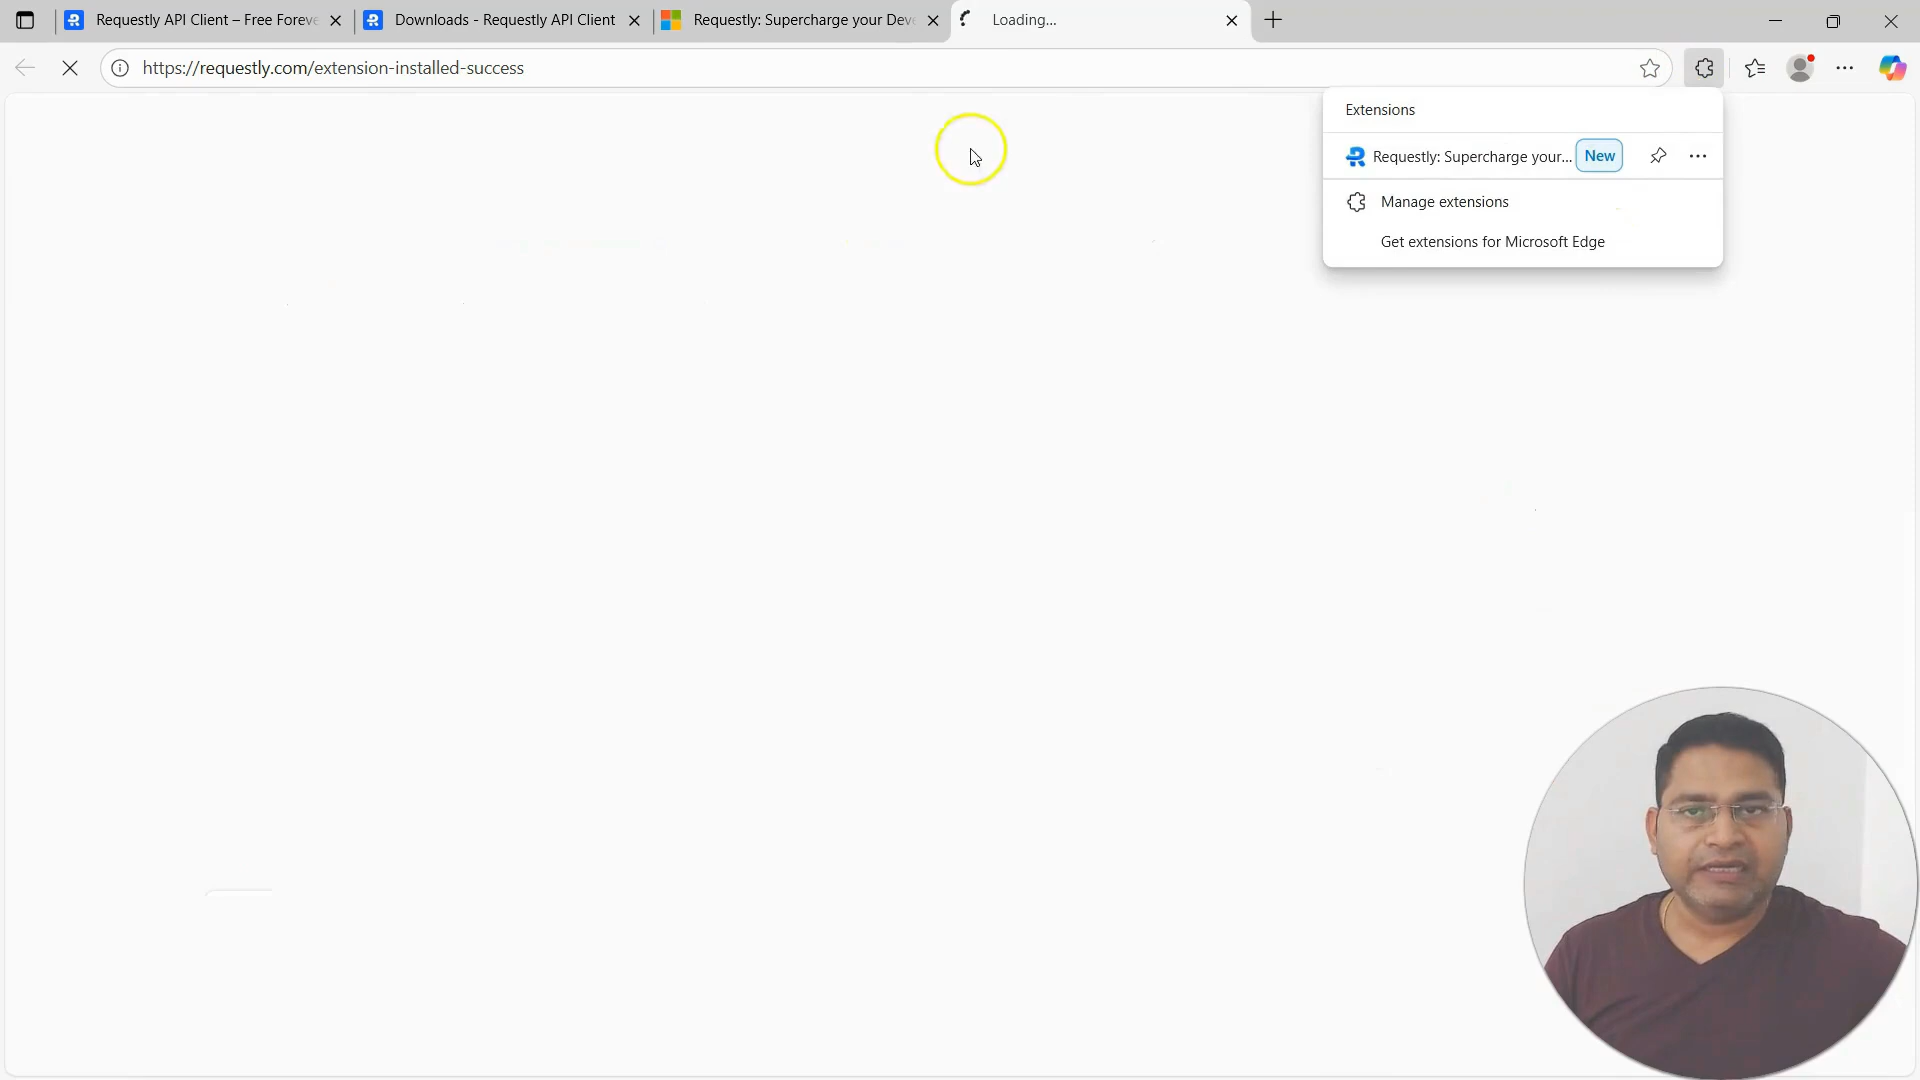 Requestly API Client – Free Foreve
Downloads - Requestly API Client
Requestly: Supercharge your Deve
Loading...
https://requestly.com/extension-installed-success
Extensions
Requestly: Supercharge your... New
Manage extensions
Get extensions for Microsoft Edge